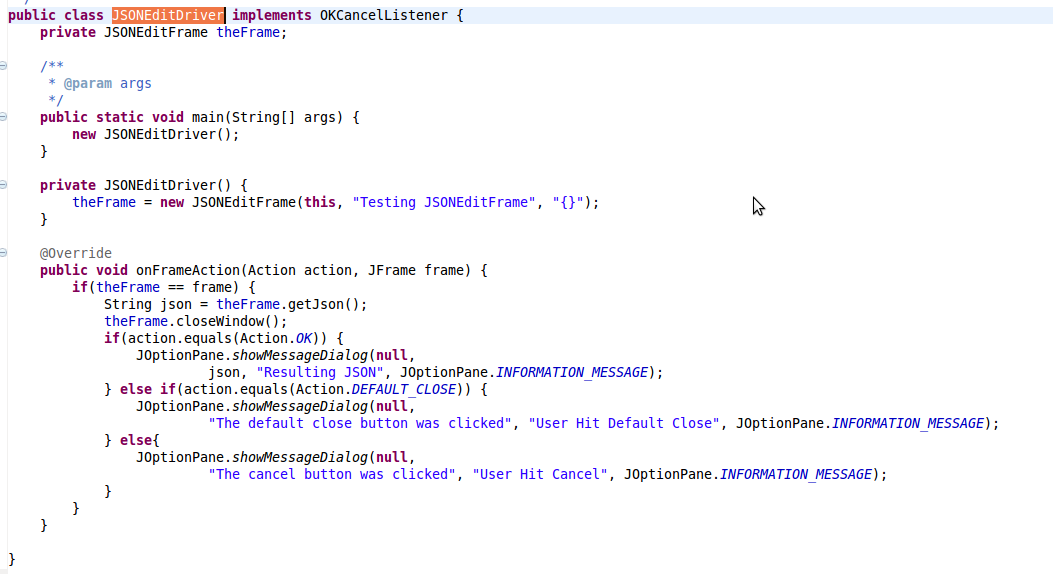 */
public class JSONEditDriver implements OKCancelListener {
    private JSONEditFrame theFrame;

    /**
     * @param args
     */
    public static void main(String[] args) {
        new JSONEditDriver();
    }

    private JSONEditDriver() {
        theFrame = new JSONEditFrame(this, "Testing JSONEditFrame", "{}");
    }

    @Override
    public void onFrameAction(Action action, JFrame frame) {
        if(theFrame == frame) {
            String json = theFrame.getJson();
            theFrame.closeWindow();
            if(action.equals(Action.OK)) {
                JOptionPane.showMessageDialog(null,
                         json, "Resulting JSON", JOptionPane.INFORMATION_MESSAGE);
            } else if(action.equals(Action.DEFAULT_CLOSE)) {
                JOptionPane.showMessageDialog(null,
                         "The default close button was clicked", "User Hit Default Close", JOptionPane.INFORMATION_MESSAGE);
            } else{
                JOptionPane.showMessageDialog(null,
                         "The cancel button was clicked", "User Hit Cancel", JOptionPane.INFORMATION_MESSAGE);
            }
        }
    }

}